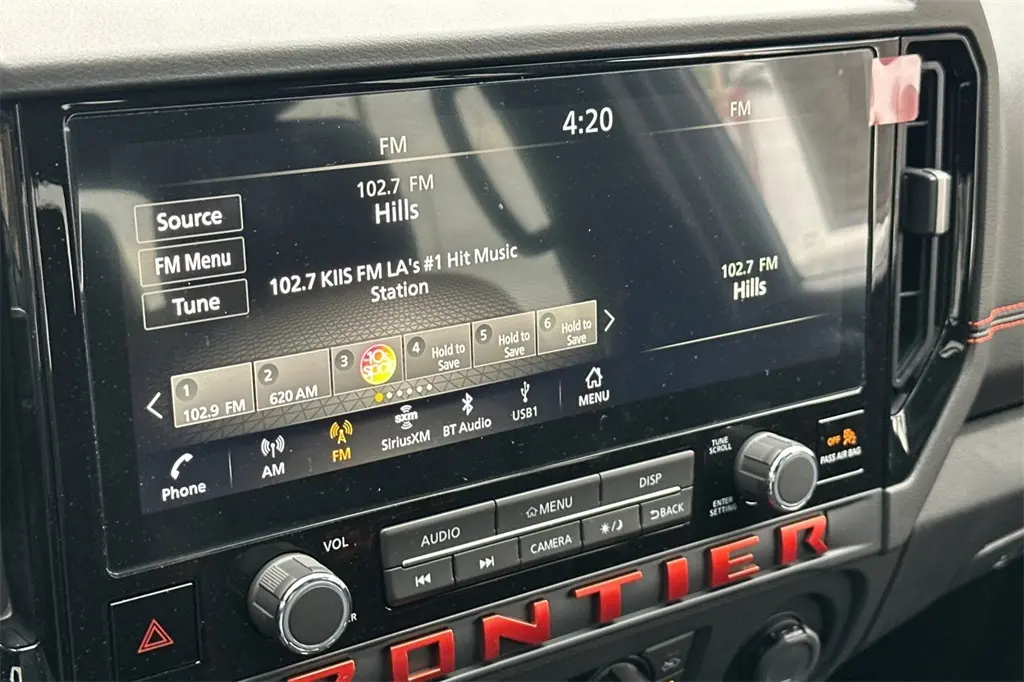 4:20
FM
FM
102.7 FM
Hills
Source
FM Menu
Tune
102.7 KIIS FM LA's #1 Hit Music
Station
102.7 FM
Hills
1
102.9 FM
2
620 AM
3
4
Hold to
Save
5
Hold to
Save
6
Hold to
Save
Phone
AM
FM
sxm
SiriusXM
BT Audio
USB1
MENU
TUNE
SCROLL
ENTER
SETTING
OFF
PASS AIR BAG
VOL
AUDIO
MENU
DISP
CAMERA
BACK
RONTIER